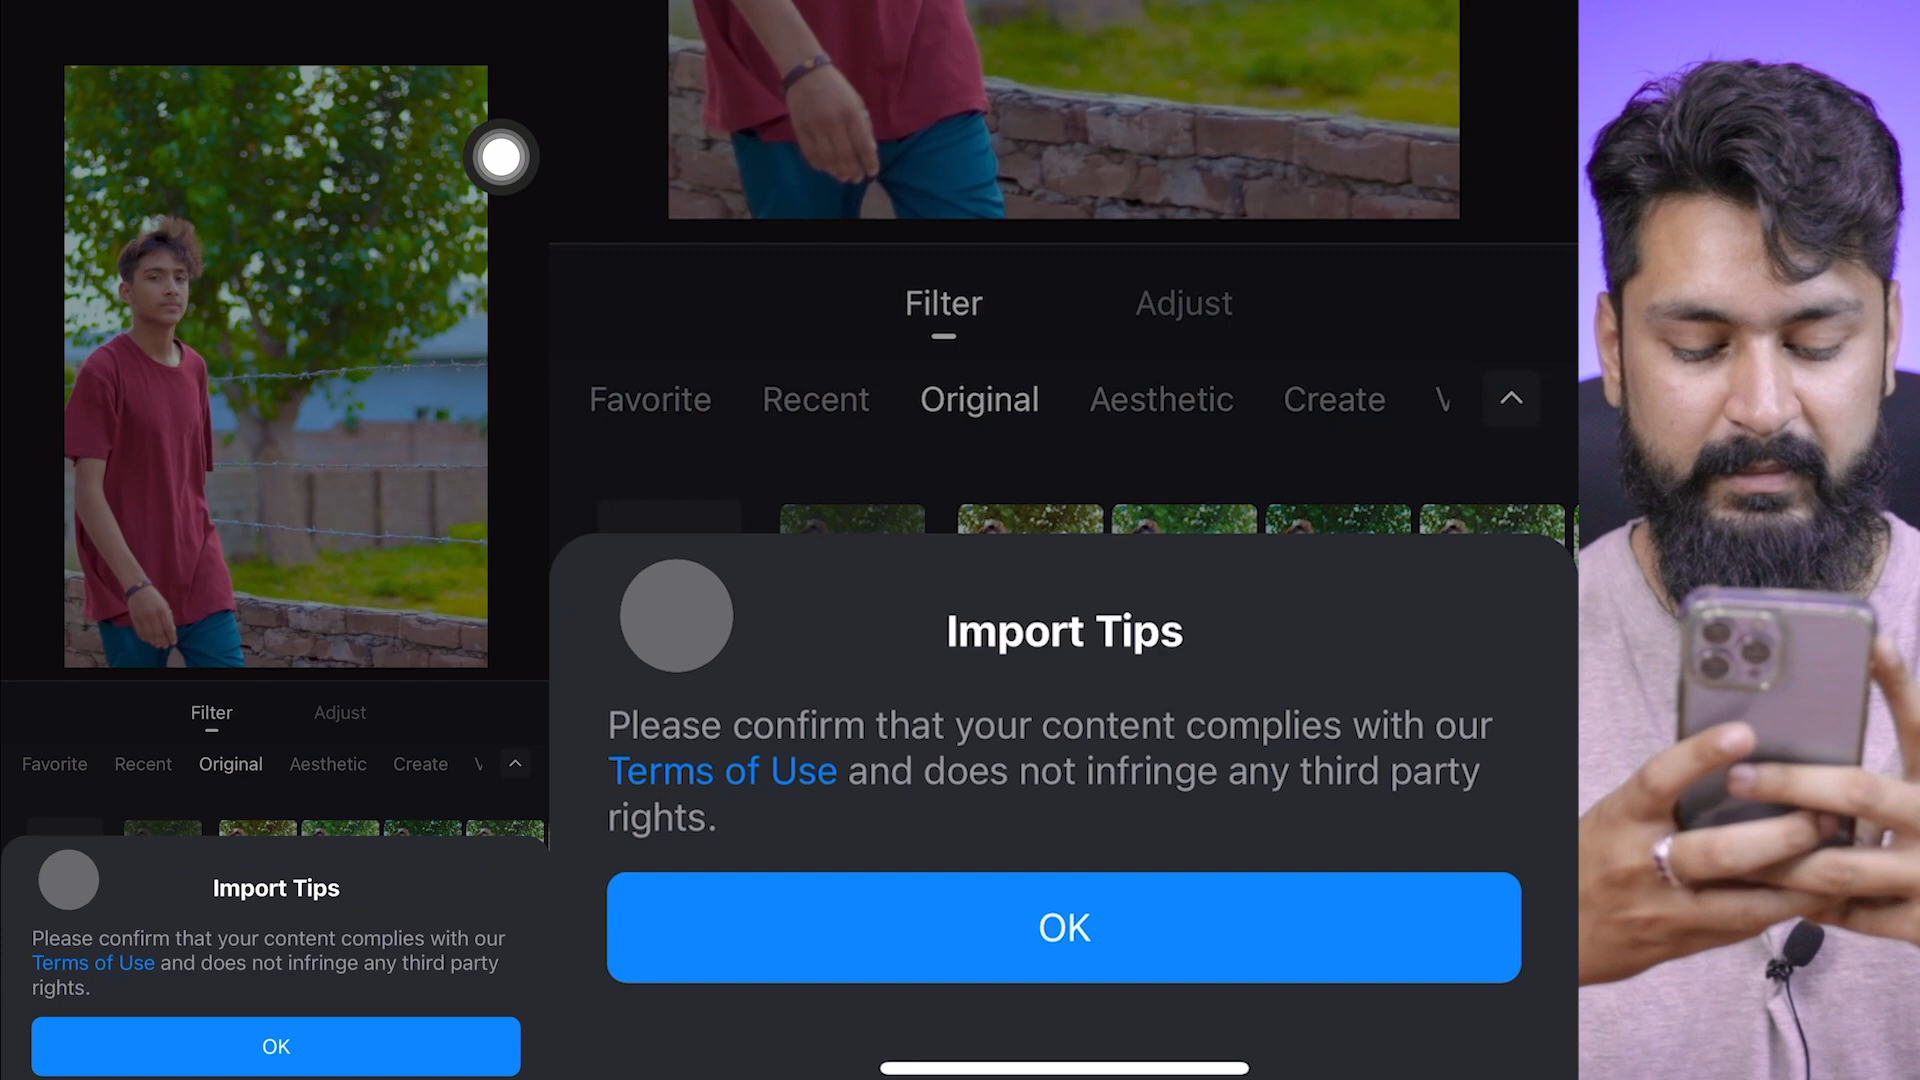 Filter Adjust
Favorite Recent Original Aesthetic Create
Import Tips
Please confirm that your content complies with our
Terms of Use and does not infringe any third party
rights.
OK
Filter Adjust
Favorite Recent Original Aesthetic Create
Import Tips
Please confirm that your content complies with our
Terms of Use and does not infringe any third party
rights.
OK